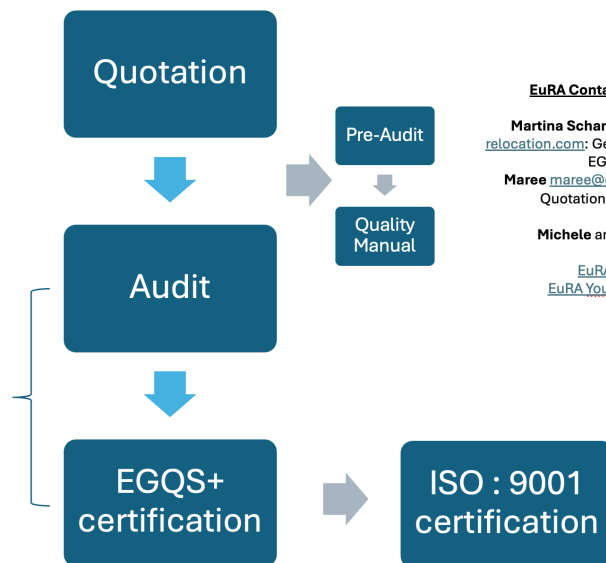 Quotation
Pre-Audit
Quality
Manual
Audit
EGQS+
certification
ISO : 9001
certification
EuRA Conta
Martina Schar
relocation.com: Ge
EG
Maree maree@
Quotation
Michele ar
EuRA
EuRA You